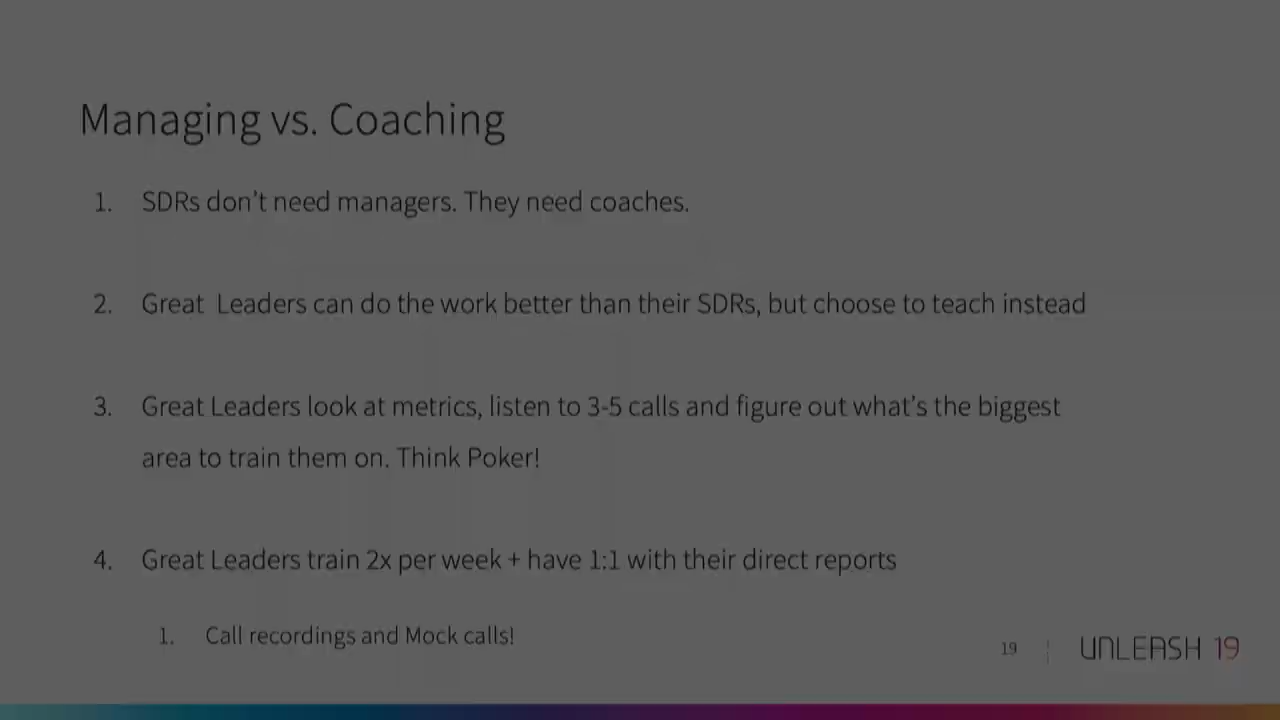 Managing vs. Coaching
1. SDRs don't need managers. They need coaches.
2. Great  Leaders can do the work better than their SDRs, but choose to teach instead
3. Great Leaders look at metrics, listen to 3-5 calls and figure out what's the biggest
area to train them on. Think Poker!
4. Great Leaders train 2x per week + have 1:1 with their direct reports
1. Call recordings and Mock calls!
19 UNLEASH 19